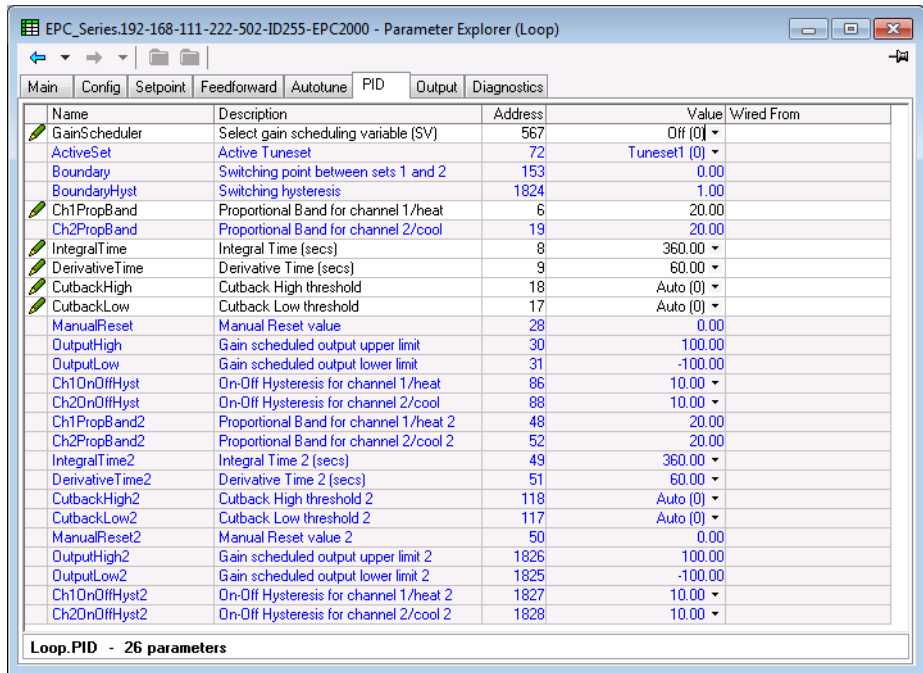 EPC_Series.192-168-111-222-502-ID255-EPC2000 - Parameter Explorer (Loop)
Main Config Setpoint Feedforward Autotune PID Output Diagnostics
Name Description Address Value Wired From
GainScheduler Select gain scheduling variable (SV) 567 Off (0)
ActiveSet Active Tuneset 72 Tuneset1 (0)
Boundary Switching point between sets 1 and 2 153 0.00
BoundaryHyst Switching hysteresis 1824 1.00
Ch1PropBand Proportional Band for channel 1/heat 6 20.00
Ch2PropBand Proportional Band for channel 2/cool 19 20.00
IntegralTime Integral Time (secs) 8 360.00
DerivativeTime Derivative Time (secs) 9 60.00
CutbackHigh Cutback High threshold 18 Auto (0)
CutbackLow Cutback Low threshold 17 Auto (0)
ManualReset Manual Reset value 28 0.00
OutputHigh Gain scheduled output upper limit 30 100.00
OutputLow Gain scheduled output lower limit 31 -100.00
Ch1OnOffHyst On-Off Hysteresis for channel 1/heat 86 10.00
Ch2OnOffHyst On-Off Hysteresis for channel 2/cool 88 10.00
Ch1PropBand2 Proportional Band for channel 1/heat 2 48 20.00
Ch2PropBand2 Proportional Band for channel 2/cool 2 52 20.00
IntegralTime2 Integral Time 2 (secs) 49 360.00
DerivativeTime2 Derivative Time 2 (secs) 51 60.00
CutbackHigh2 Cutback High threshold 2 118 Auto (0)
CutbackLow2 Cutback Low threshold 2 117 Auto (0)
ManualReset2 Manual Reset value 2 50 0.00
OutputHigh2 Gain scheduled output upper limit 2 1826 100.00
OutputLow2 Gain scheduled output lower limit 2 1825 -100.00
Ch1OnOffHyst2 On-Off Hysteresis for channel 1/heat 2 1827 10.00
Ch2OnOffHyst2 On-Off Hysteresis for channel 2/cool 2 1828 10.00
Loop.PID - 26 parameters